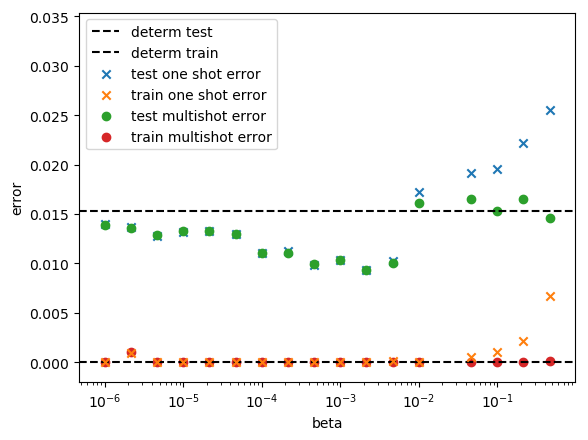 0.035
0.030
0.025
0.020
0.015
0.010
0.005
0.000
error
determ test
determ train
test one shot error
train one shot error
test multishot error
train multishot error
10⁻⁶ 10⁻⁵ 10⁻⁴ 10⁻³ 10⁻² 10⁻¹
beta